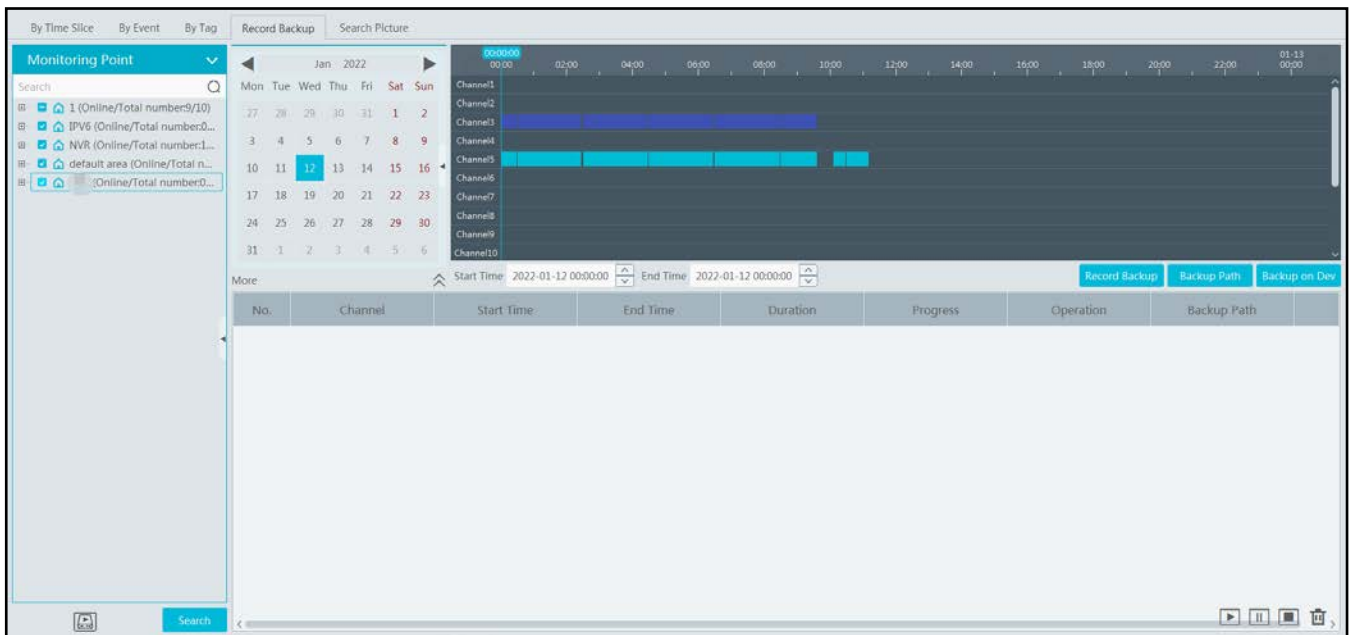 By Time Slice By Event By Tag Record Backup Search Picture
Monitoring Point
Search
1 (Online/Total number:9/10)
IPV6 (Online/Total number:0...
NVR (Online/Total number:1...
default area (Online/Total n...
(Online/Total number:0...
Search
Jan 2022
Mon Tue Wed Thu Fri Sat Sun
27 28 29 30 31 1 2
3 4 5 6 7 8 9
10 11 12 13 14 15 16
17 18 19 20 21 22 23
24 25 26 27 28 29 30
31 1 2 3 4 5 6
More
00:00:00 01-13
00:00 02:00 04:00 06:00 08:00 10:00 12:00 14:00 16:00 18:00 20:00 22:00 00:00
Channel1
Channel2
Channel3
Channel4
Channel5
Channel6
Channel7
Channel8
Channel9
Channel10
Start Time 2022-01-12 00:00:00 End Time 2022-01-12 00:00:00 Record Backup Backup Path Backup on Dev
No. Channel Start Time End Time Duration Progress Operation Backup Path